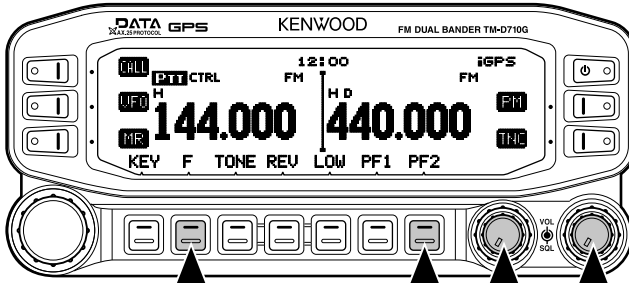 DATA GPS KENWOOD FM DUAL BANDER TM-D710G
AX.25 PROTOCOL
CALL 12:00 iGPS
PTT CTRL FM FM
VFO H H D PM
144.000 440.000
MR TNC
KEY F TONE REV LOW PF1 PF2
VOL
SQL